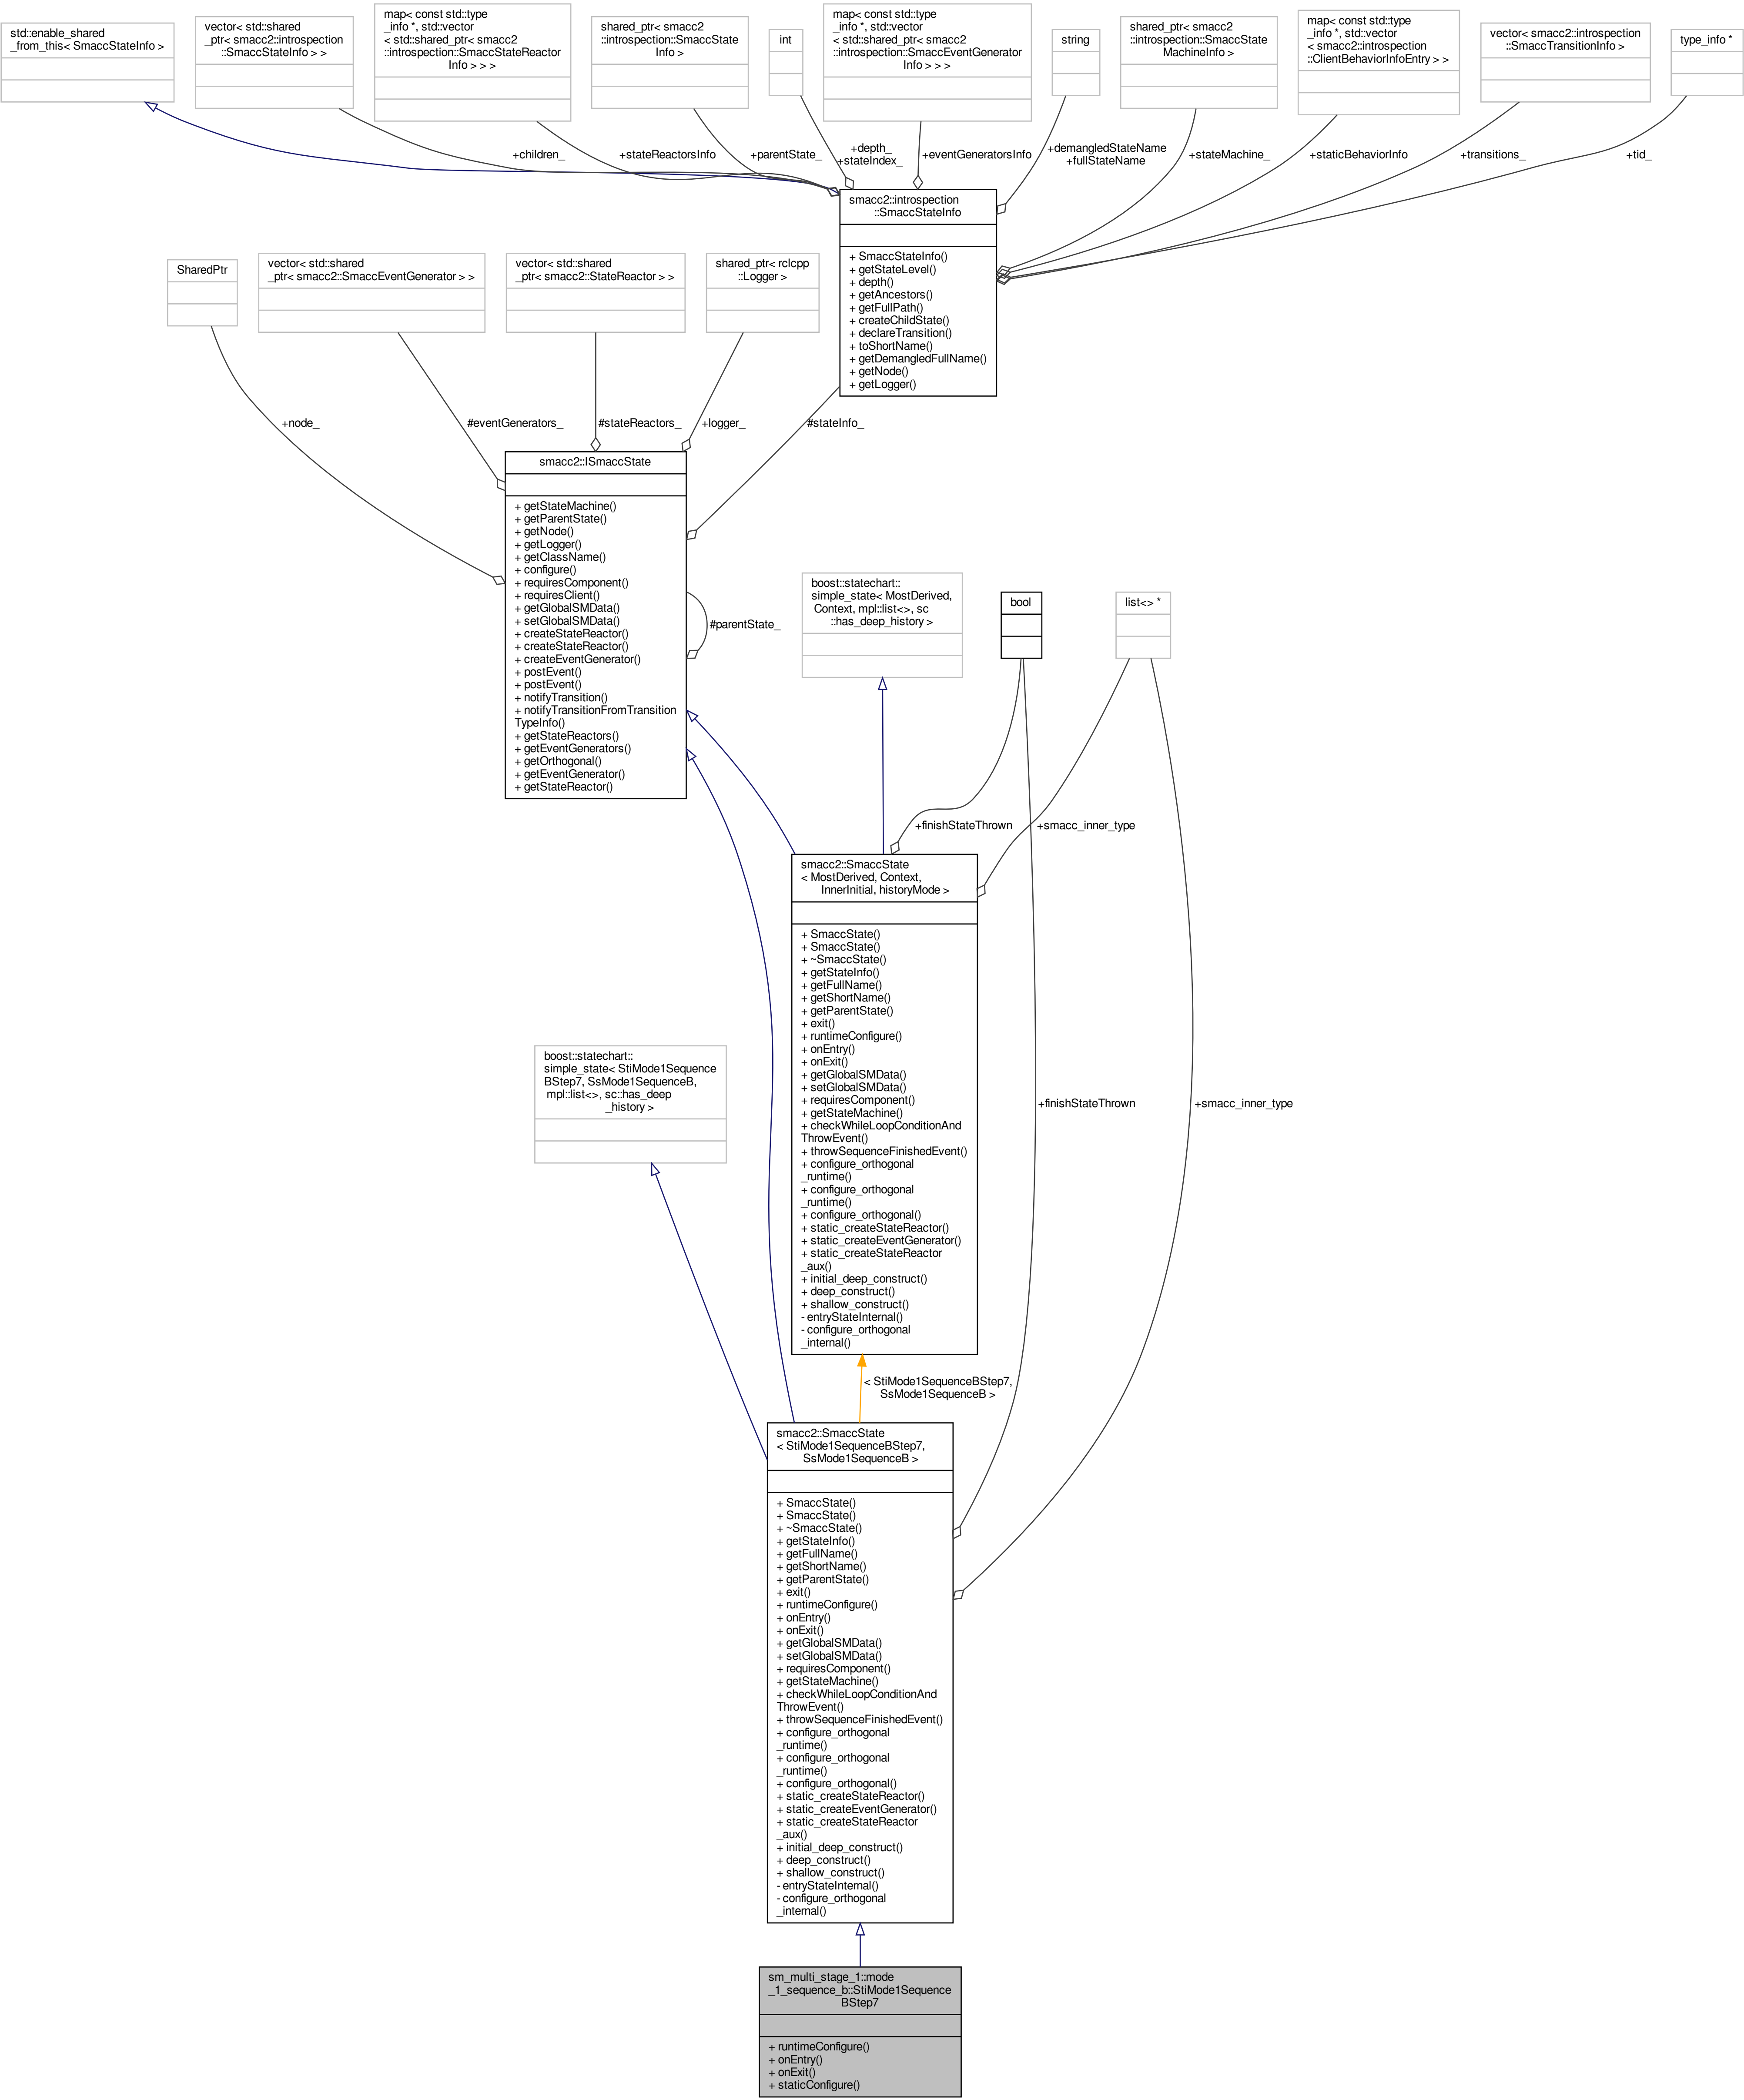 std::enable_shared
_from_this< SmaccStateInfo >
vector< std::shared
_ptr< smacc2::introspection
::SmaccStateInfo > >
map< const std::type
_info *, std::vector
< std::shared_ptr< smacc2
::introspection::SmaccStateReactor
Info > > >
shared_ptr< smacc2
::introspection::SmaccState
Info >
int
map< const std::type
_info *, std::vector
< std::shared_ptr< smacc2
::introspection::SmaccEventGenerator
Info > > >
string
shared_ptr< smacc2
::introspection::SmaccState
MachineInfo >
map< const std::type
_info *, std::vector
< smacc2::introspection
::ClientBehaviorInfoEntry > >
vector< smacc2::introspection
::SmaccTransitionInfo >
type_info *
+children_
+stateReactorsInfo
+parentState_
+depth_
+stateIndex_
+eventGeneratorsInfo
+demangledStateName
+fullStateName
+stateMachine_
+staticBehaviorInfo
+transitions_
+tid_
smacc2::introspection
::SmaccStateInfo
+ SmaccStateInfo()
+ getStateLevel()
+ depth()
+ getAncestors()
+ getFullPath()
+ createChildState()
+ declareTransition()
+ toShortName()
+ getDemangledFullName()
+ getNode()
+ getLogger()
SharedPtr
vector< std::shared
_ptr< smacc2::SmaccEventGenerator > >
vector< std::shared
_ptr< smacc2::StateReactor > >
shared_ptr< rclcpp
::Logger >
+node_
#eventGenerators_
#stateReactors_
+logger_
#stateInfo_
smacc2::ISmaccState
+ getStateMachine()
+ getParentState()
+ getNode()
+ getLogger()
+ getClassName()
+ configure()
+ requiresComponent()
+ requiresClient()
+ getGlobalSMData()
+ setGlobalSMData()
+ createStateReactor()
+ createStateReactor()
+ createEventGenerator()
+ postEvent()
+ postEvent()
+ notifyTransition()
+ notifyTransitionFromTransition
TypeInfo()
+ getStateReactors()
+ getEventGenerators()
+ getOrthogonal()
+ getEventGenerator()
+ getStateReactor()
#parentState_
boost::statechart::
simple_state< MostDerived,
Context, mpl::list<>, sc
::has_deep_history >
bool
list<> *
+finishStateThrown
+smacc_inner_type
smacc2::SmaccState
< MostDerived, Context,
InnerInitial, historyMode >
+ SmaccState()
+ SmaccState()
+ ~SmaccState()
+ getStateInfo()
+ getFullName()
+ getShortName()
+ getParentState()
+ exit()
+ runtimeConfigure()
+ onEntry()
+ onExit()
+ getGlobalSMData()
+ setGlobalSMData()
+ requiresComponent()
+ getStateMachine()
+ checkWhileLoopConditionAnd
ThrowEvent()
+ throwSequenceFinishedEvent()
+ configure_orthogonal
_runtime()
+ configure_orthogonal
_runtime()
+ configure_orthogonal()
+ static_createStateReactor()
+ static_createEventGenerator()
+ static_createStateReactor
_aux()
+ initial_deep_construct()
+ deep_construct()
+ shallow_construct()
- entryStateInternal()
- configure_orthogonal
_internal()
boost::statechart::
simple_state< StiMode1Sequence
BStep7, SsMode1SequenceB,
mpl::list<>, sc::has_deep
_history >
+finishStateThrown
+smacc_inner_type
< StiMode1SequenceBStep7,
SsMode1SequenceB >
smacc2::SmaccState
< StiMode1SequenceBStep7,
SsMode1SequenceB >
+ SmaccState()
+ SmaccState()
+ ~SmaccState()
+ getStateInfo()
+ getFullName()
+ getShortName()
+ getParentState()
+ exit()
+ runtimeConfigure()
+ onEntry()
+ onExit()
+ getGlobalSMData()
+ setGlobalSMData()
+ requiresComponent()
+ getStateMachine()
+ checkWhileLoopConditionAnd
ThrowEvent()
+ throwSequenceFinishedEvent()
+ configure_orthogonal
_runtime()
+ configure_orthogonal
_runtime()
+ configure_orthogonal()
+ static_createStateReactor()
+ static_createEventGenerator()
+ static_createStateReactor
_aux()
+ initial_deep_construct()
+ deep_construct()
+ shallow_construct()
- entryStateInternal()
- configure_orthogonal
_internal()
sm_multi_stage_1::mode
_1_sequence_b::StiMode1Sequence
BStep7
+ runtimeConfigure()
+ onEntry()
+ onExit()
+ staticConfigure()